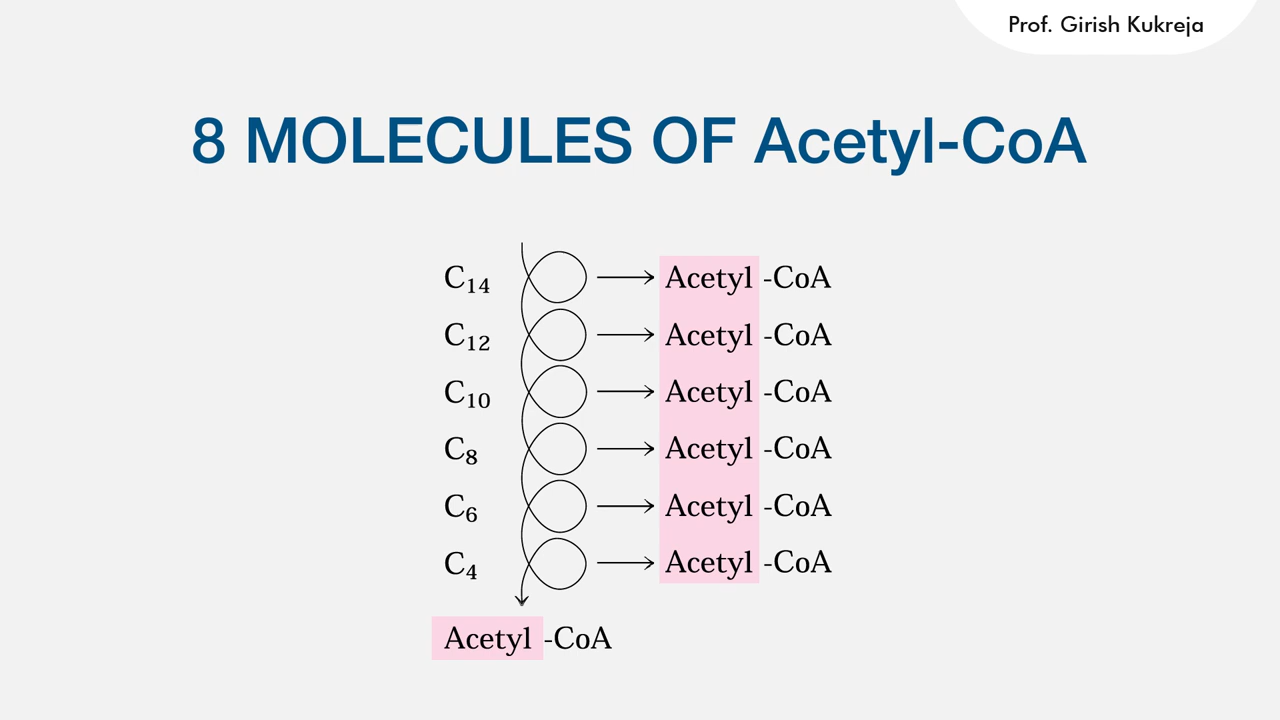 Prof. Girish Kukreja
8 MOLECULES OF Acetyl-CoA
C₁₄ Acetyl -CoA
C₁₂ Acetyl -CoA
C₁₀ Acetyl -CoA
C₈ Acetyl -CoA
C₆ Acetyl -CoA
C₄ Acetyl -CoA
Acetyl -CoA